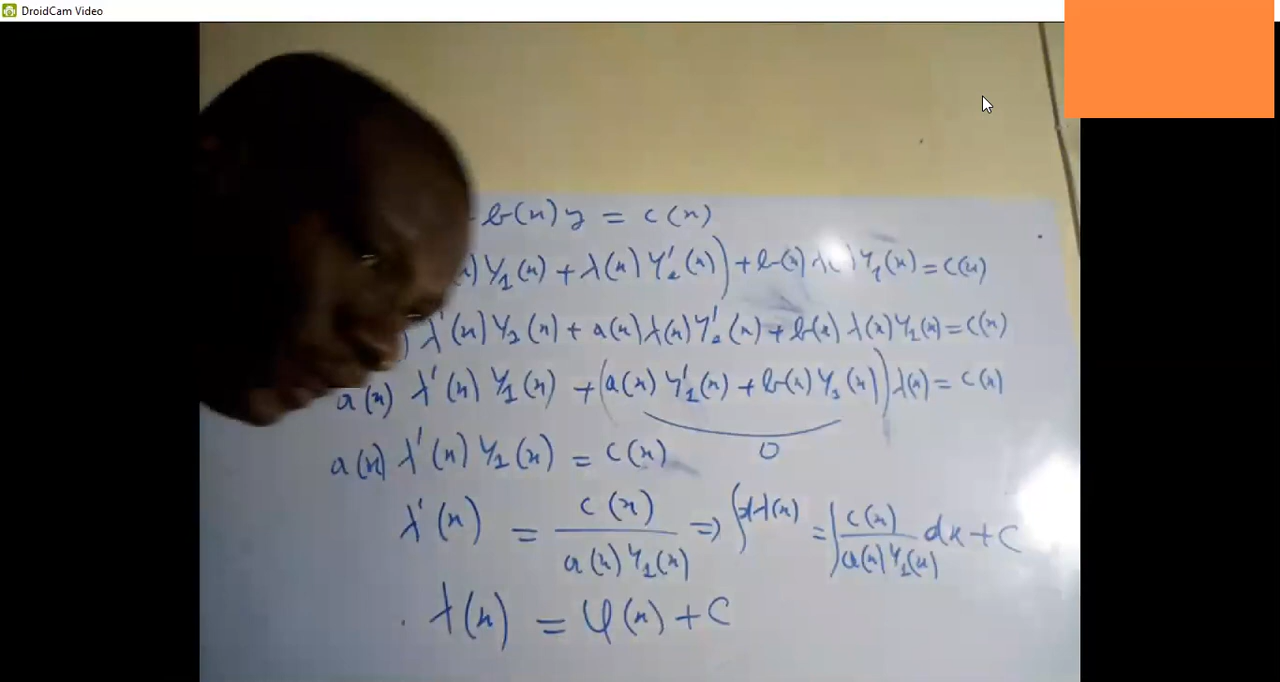 DroidCam Video
b(x)y = c(x)
Y₁(x) + λ(x) Y₁'(x)) + b(x) λ( ) Y₁(x) = c(x)
λ'(x) Y₁(x) + a(x) λ(x) Y₁'(x) + b(x) λ(x) Y₁(x) = c(x)
a(x) λ'(x) Y₁(x) + (a(x) Y₁'(x) + b(x) Y₁(x)) λ(x) = c(x)
0
a(x) λ'(x) Y₁(x) = c(x)
λ'(x) = c(x) / a(x) Y₁(x) => ∫dλ(x) = ∫ c(x) / a(x) Y₁(x) dx + C
λ(x) = φ(x) + C